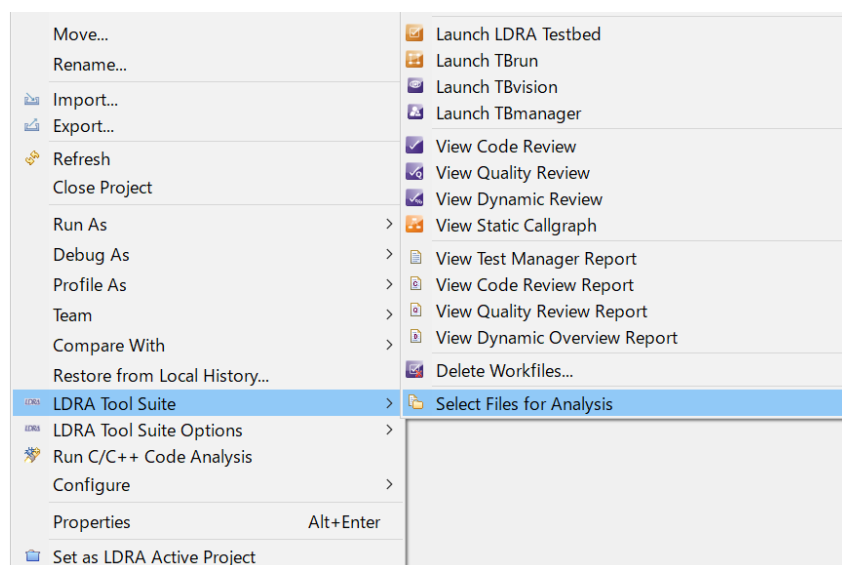 Move...
Rename...
Import...
Export...
Refresh
Close Project
Run As
Debug As
Profile As
Team
Compare With
Restore from Local History...
LDRA Tool Suite
LDRA Tool Suite Options
Run C/C++ Code Analysis
Configure
Properties Alt+Enter
Set as LDRA Active Project
Launch LDRA Testbed
Launch TBrun
Launch TBvision
Launch TBmanager
View Code Review
View Quality Review
View Dynamic Review
View Static Callgraph
View Test Manager Report
View Code Review Report
View Quality Review Report
View Dynamic Overview Report
Delete Workfiles...
Select Files for Analysis